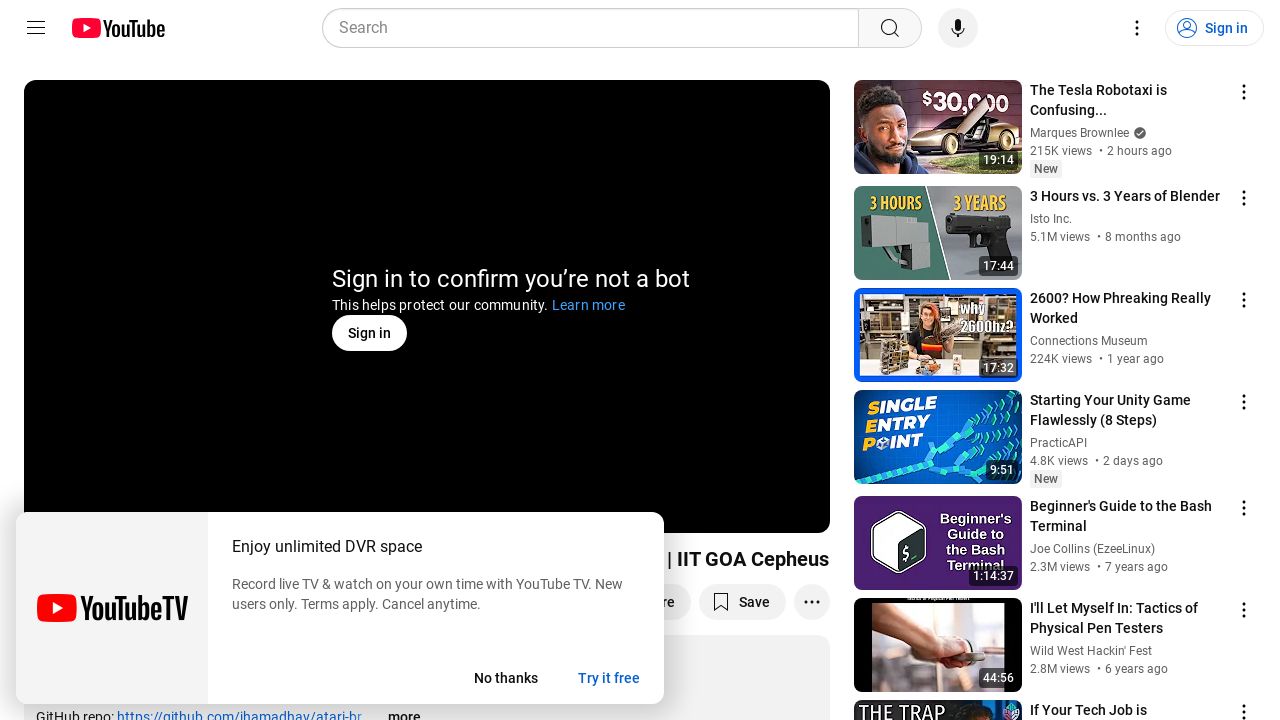 YouTube
Search
Sign in
Sign in to confirm you’re not a bot
This helps protect our community. Learn more
Sign in
| IIT GOA Cepheus
Save
Enjoy unlimited DVR space
Record live TV & watch on your own time with YouTube TV. New
users only. Terms apply. Cancel anytime.
YouTubeTV
No thanks
Try it free
GitHub repo: https://github.com/jhamadhav/atari-br...
...more
$30,000
19:14
The Tesla Robotaxi is
Confusing...
Marques Brownlee
215K views • 2 hours ago
New
3 HOURS
3 YEARS
17:44
3 Hours vs. 3 Years of Blender
Isto Inc.
5.1M views • 8 months ago
why
2600hz?
17:32
2600? How Phreaking Really
Worked
Connections Museum
224K views • 1 year ago
SINGLE
ENTRY
POINT
9:51
Starting Your Unity Game
Flawlessly (8 Steps)
PracticAPI
4.8K views • 2 days ago
New
Beginner's
Guide to
the Bash
Terminal
1:14:37
Beginner's Guide to the Bash
Terminal
Joe Collins (EzeeLinux)
2.3M views • 7 years ago
44:56
I'll Let Myself In: Tactics of
Physical Pen Testers
Wild West Hackin' Fest
2.8M views • 6 years ago
THE TRAP
If Your Tech Job is